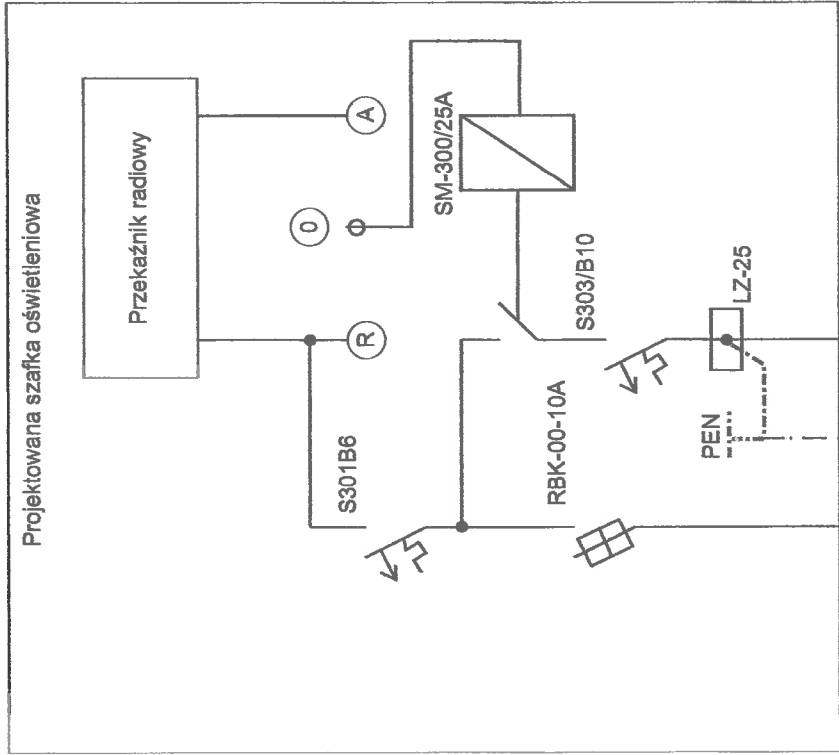 Projektowana szafka oświetleniowa
Przekaźnik radiowy
R
0
A
S301B6
SM-300/25A
RBK-00-10A
S303/B10
PEN
LZ-25